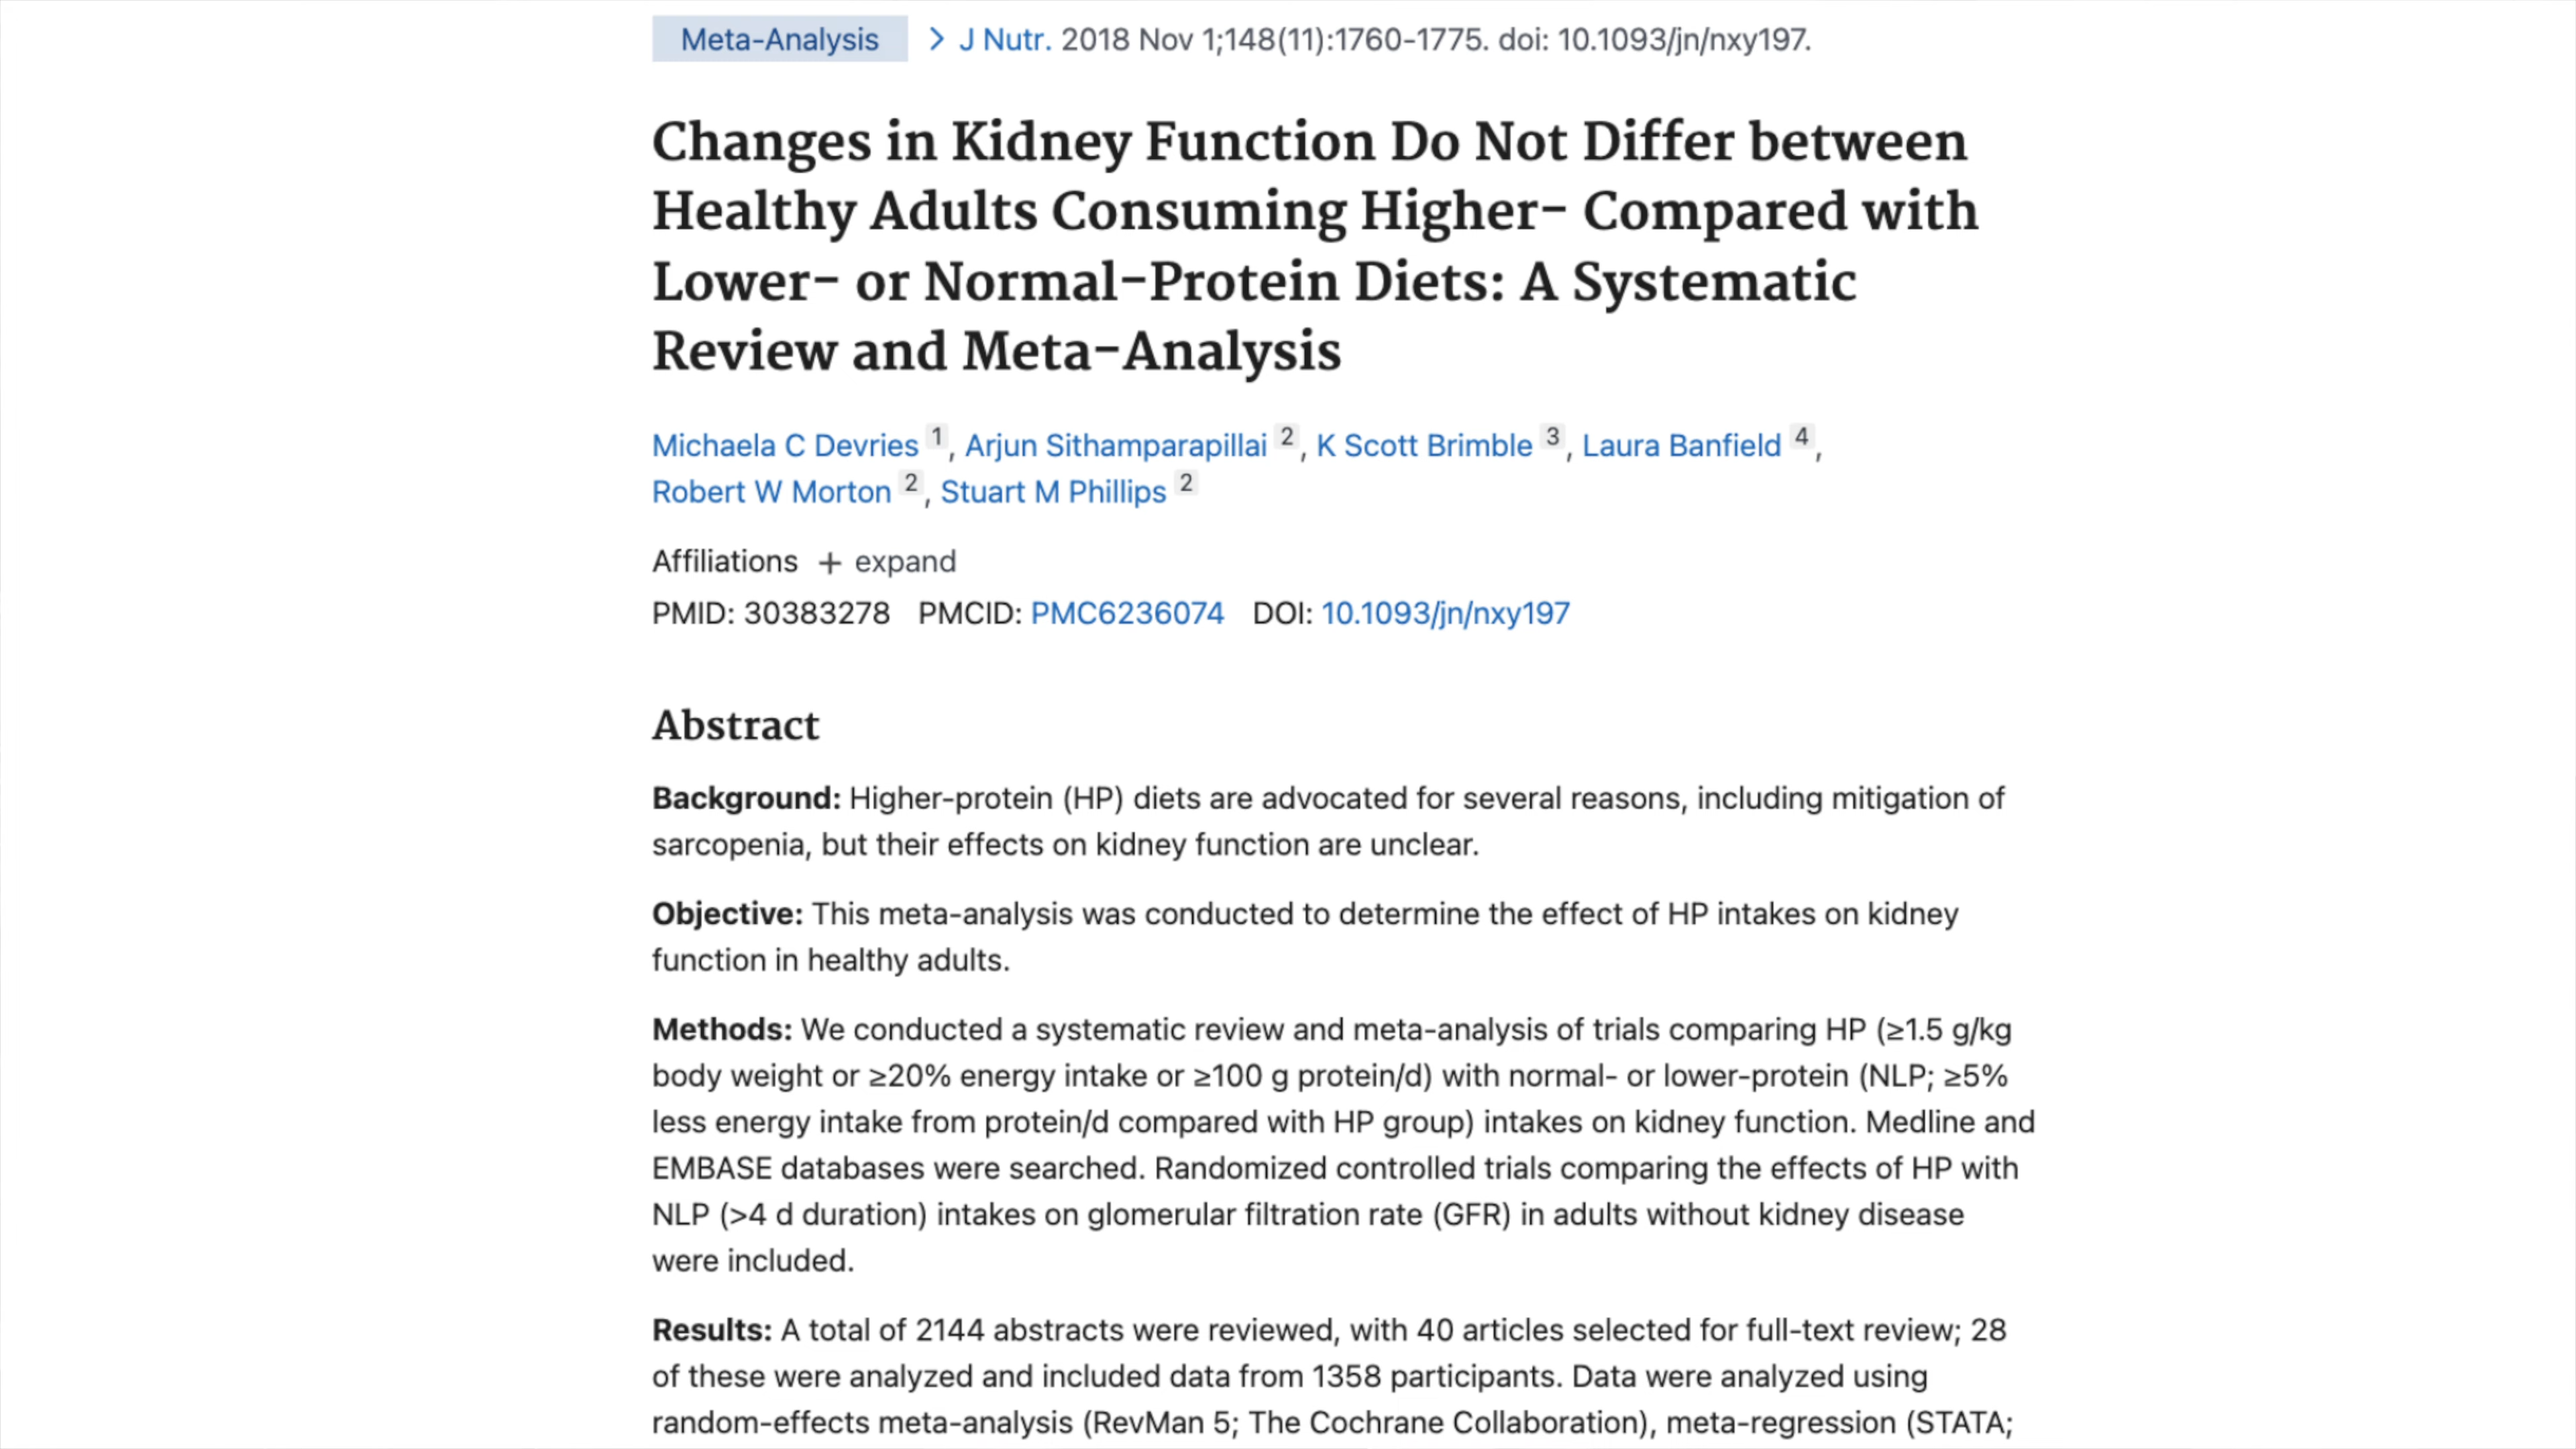 Meta-Analysis > J Nutr. 2018 Nov 1;148(11):1760-1775. doi: 10.1093/jn/nxy197.
Changes in Kidney Function Do Not Differ between
Healthy Adults Consuming Higher- Compared with
Lower- or Normal-Protein Diets: A Systematic
Review and Meta-Analysis
Michaela C Devries 1, Arjun Sithamparapillai 2, K Scott Brimble 3, Laura Banfield 4,
Robert W Morton 2, Stuart M Phillips 2
Affiliations + expand
PMID: 30383278 PMCID: PMC6236074 DOI: 10.1093/jn/nxy197
Abstract
Background: Higher-protein (HP) diets are advocated for several reasons, including mitigation of
sarcopenia, but their effects on kidney function are unclear.
Objective: This meta-analysis was conducted to determine the effect of HP intakes on kidney
function in healthy adults.
Methods: We conducted a systematic review and meta-analysis of trials comparing HP (≥1.5 g/kg
body weight or ≥20% energy intake or ≥100 g protein/d) with normal- or lower-protein (NLP; ≥5%
less energy intake from protein/d compared with HP group) intakes on kidney function. Medline and
EMBASE databases were searched. Randomized controlled trials comparing the effects of HP with
NLP (>4 d duration) intakes on glomerular filtration rate (GFR) in adults without kidney disease
were included.
Results: A total of 2144 abstracts were reviewed, with 40 articles selected for full-text review; 28
of these were analyzed and included data from 1358 participants. Data were analyzed using
random-effects meta-analysis (RevMan 5; The Cochrane Collaboration), meta-regression (STATA;